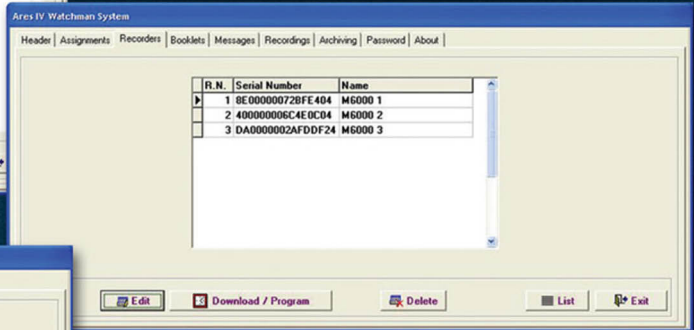 Ares IV Watchman System
Header Assignments Recorders Booklets Messages Recordings Archiving Password About
R.N. Serial Number Name
1 8E00000072BFE404 M6000 1
2 400000006C4E0C04 M6000 2
3 DA0000002AFDDF24 M6000 3
Edit Download / Program Delete List Exit